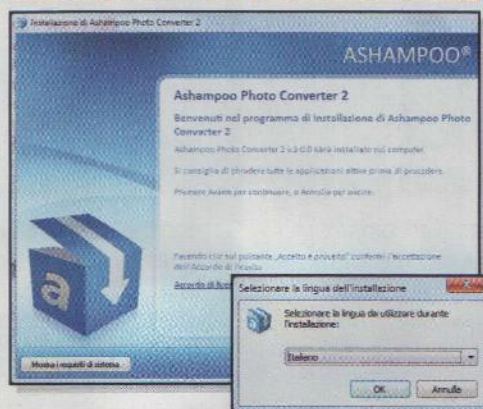 Installazione di Ashampoo Photo Converter 2
ASHAMPOO®
Ashampoo Photo Converter 2
Benvenuti nel programma di installazione di Ashampoo Photo
Converter 2
Ashampoo Photo Converter 2 v.2.0.0 sarà installato sul computer.
Si consiglia di chiudere tutte le applicazioni attive prima di procedere.
Premere Avanti per continuare, o Annulla per uscire.
Facendo clic sul pulsante „Accetto e procedo" confermi l'accettazione
dell'Accordo di licenza
Accordo di
a
Mostra i requisiti di sistema
Selezionare la lingua dell'installazione
Selezionare la lingua da utilizzare durante
l'installazione:
Italiano
OK
Annulla